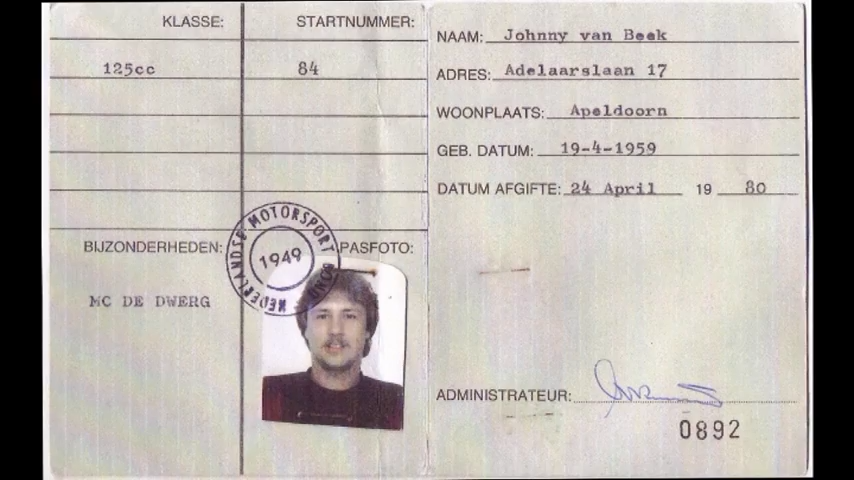 KLASSE: STARTNUMMER:
125cc 84
BIJZONDERHEDEN: PASFOTO:
MC DE DWERG
NEDERLANDSE MOTORSPORT BOND
1949
NAAM: Johnny van Beek
ADRES: Adelaarslaan 17
WOONPLAATS: Apeldoorn
GEB. DATUM: 19-4-1959
DATUM AFGIFTE: 24 April 19 80
ADMINISTRATEUR:
0892